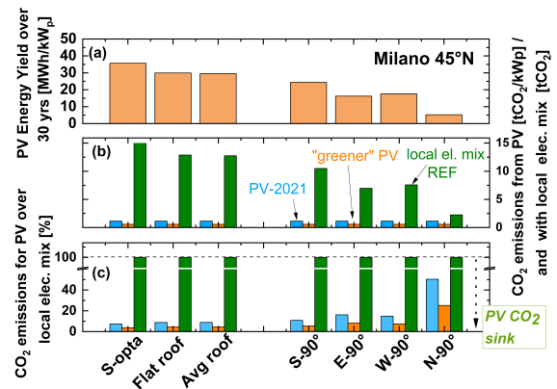 PV Energy Yield over
30 yrs [MWh/kWp]
50
40
30
20
10
0
(a)
Milano 45°N
(b)
"greener" PV
local el. mix
REF
PV-2021
15
10
5
0
CO2 emissions from PV [tCO2/kWp] /
and with local elec. mix [tCO2]
CO2 emissions for PV over
local elec. mix [%]
100
40
20
0
(c)
PV CO2
sink
S-opta
Flat roof
Avg roof
S-90°
E-90°
W-90°
N-90°